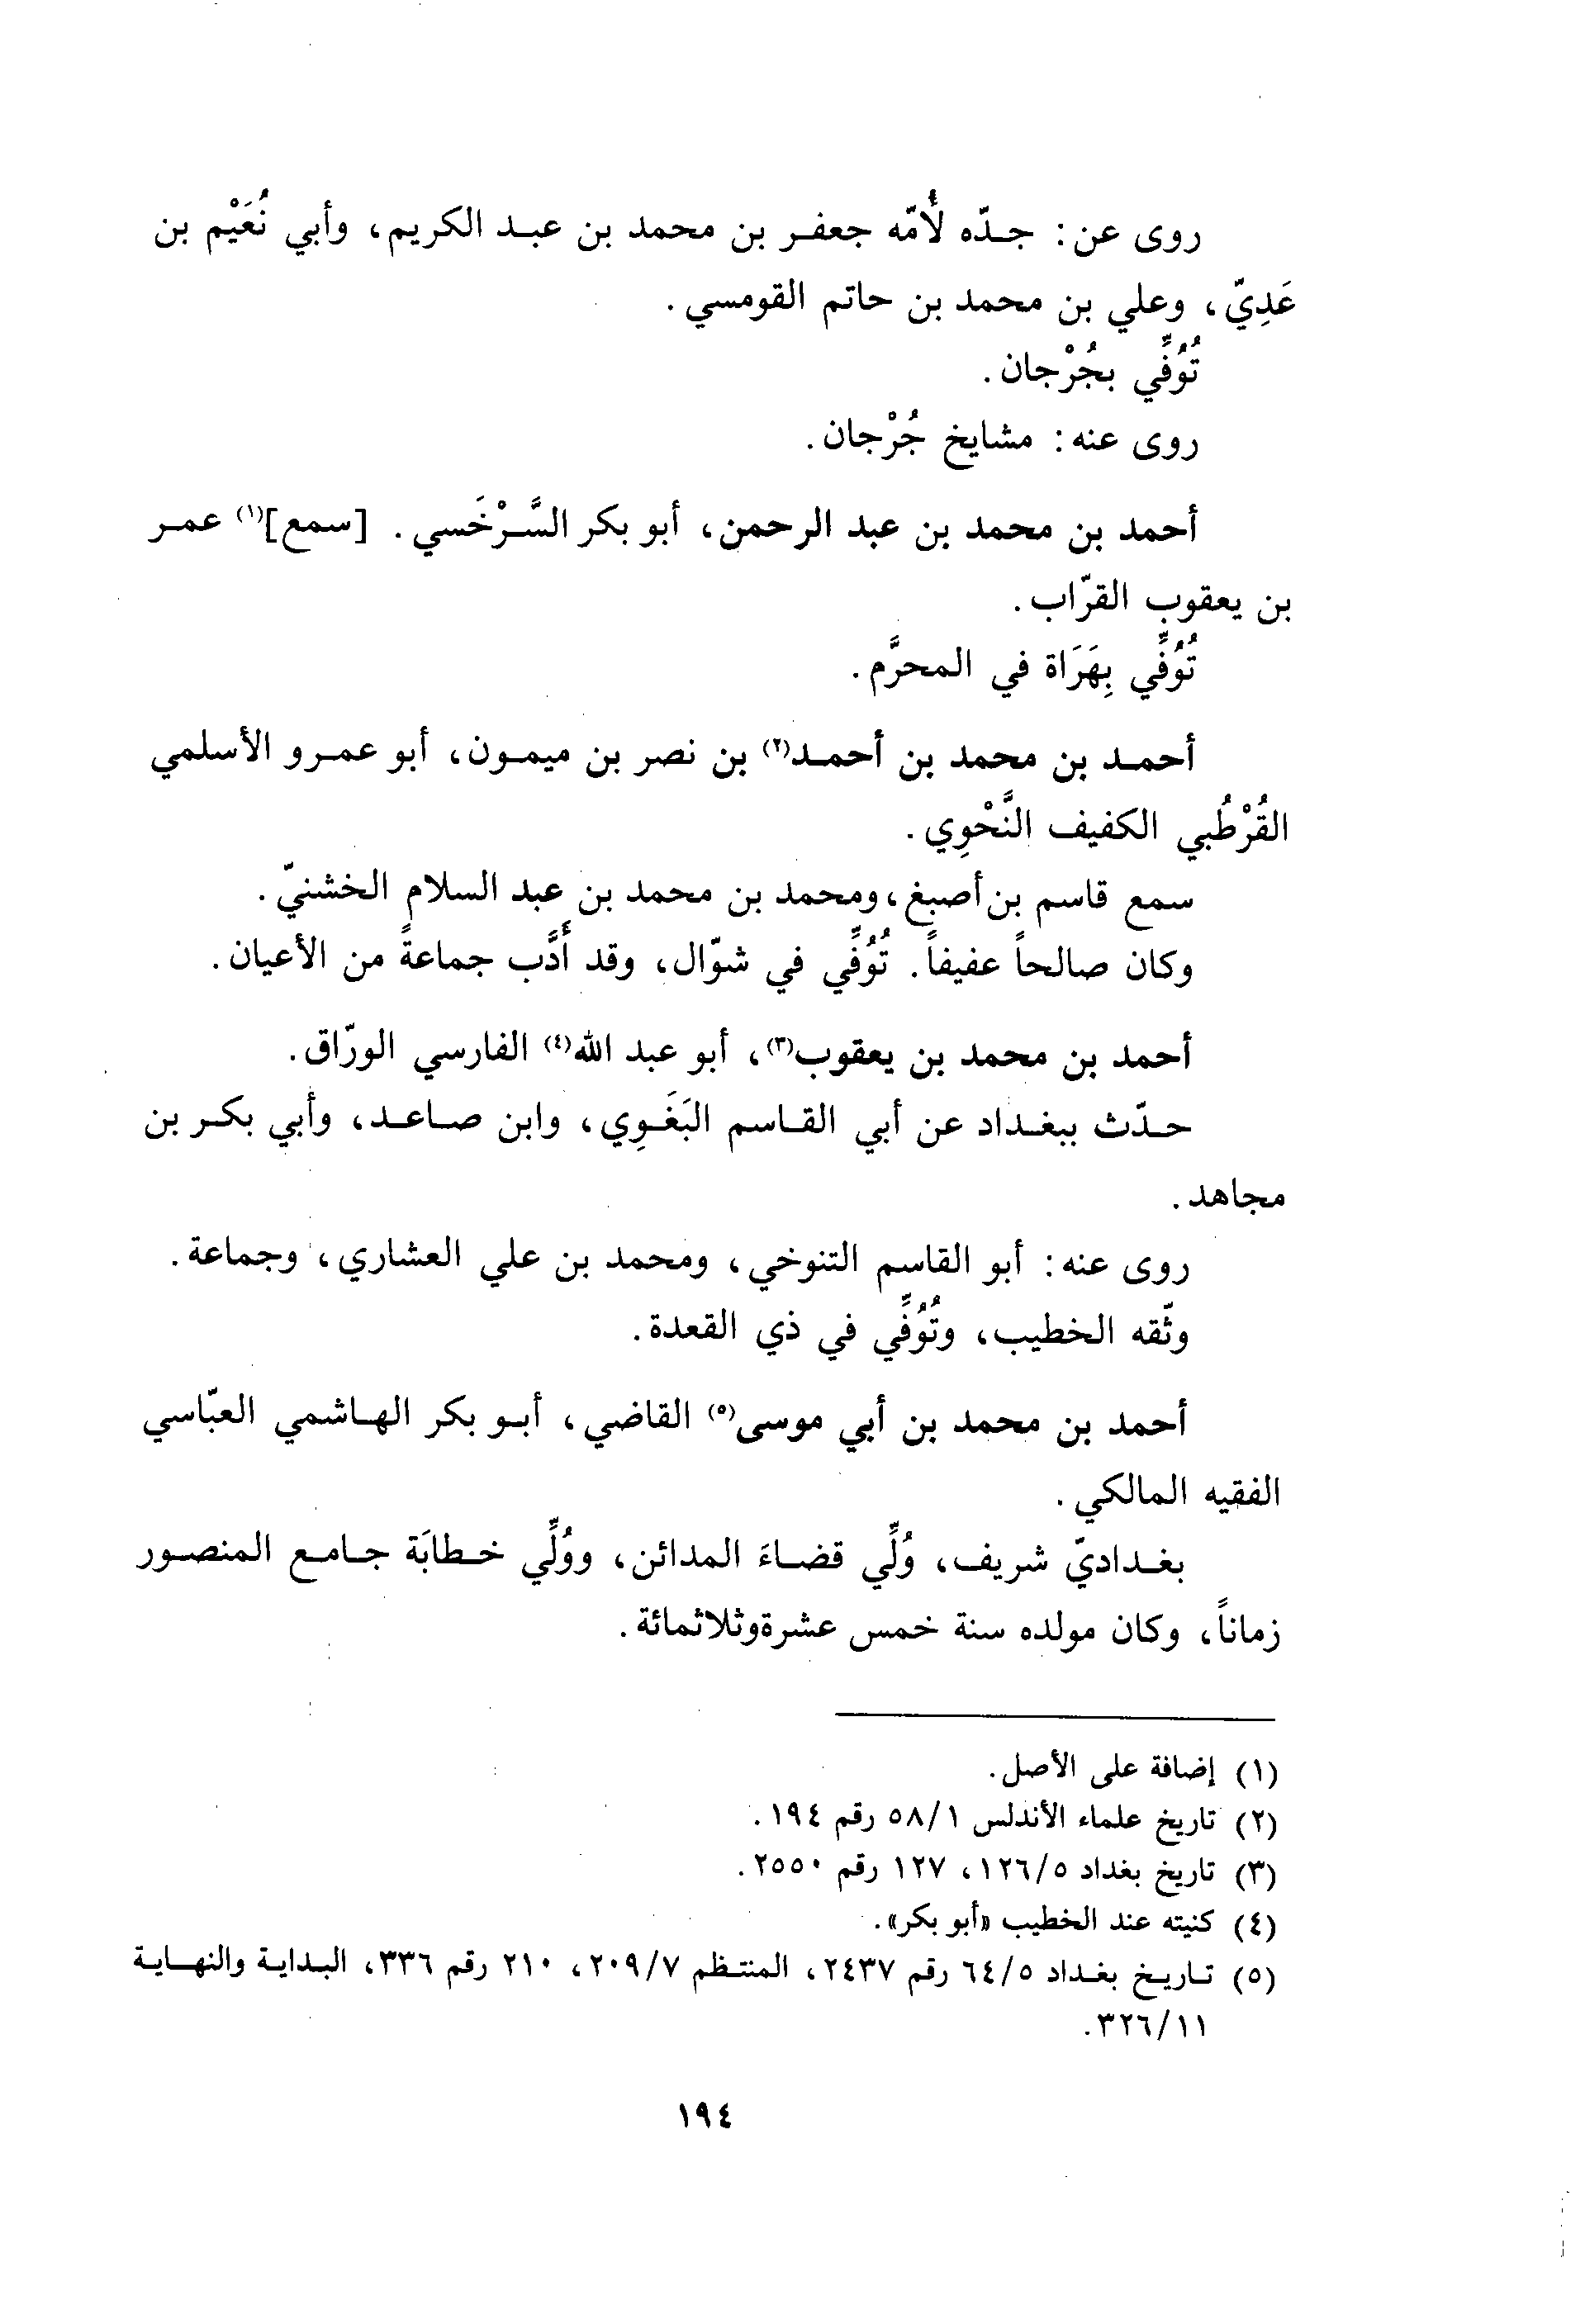 روى عن: جدّه لأُمّه جعفر بن محمد بن عبد الكريم، وأبي نُعَيْم بن
عَدِيّ، وعلي بن محمد بن حاتم القومسي.
تُوُفِّي بجُرْجان.
روى عنه: مشايخ جُرْجان.
أحمد بن محمد بن عبد الرحمن، أبو بكر السَّرْخَسي. [سمع](١) عمر
بن يعقوب القرّاب.
تُوُفِّي بِهَرَاة في المحرَّم.
أحمد بن محمد بن أحمد(٢) بن نصر بن ميمون، أبو عمرو الأسلمي
القُرْطُبي الكفيف النَّحْوِي.
سمع قاسم بن أصبغ، ومحمد بن محمد بن عبد السلام الخشنيّ.
وكان صالحاً عفيفاً. تُوُفِّي في شوّال، وقد أَدَّب جماعةً من الأعيان.
أحمد بن محمد بن يعقوب(٣)، أبو عبد الله(٤) الفارسي الورّاق.
حدّث ببغداد عن أبي القاسم البَغَوِي، وابن صاعد، وأبي بكر بن
مجاهد.
روى عنه: أبو القاسم التنوخي، ومحمد بن علي العشاري، وجماعة.
وثّقه الخطيب، وتُوُفِّي في ذي القعدة.
أحمد بن محمد بن أبي موسى(٥) القاضي، أبو بكر الهاشمي العبّاسي
الفقيه المالكي.
بغداديّ شريف، وُلِّي قضاءَ المدائن، ووُلِّي خطابَة جامع المنصور
زماناً، وكان مولده سنة خمس عشرة وثلاثمائة.
(١) إضافة على الأصل.
(٢) تاريخ علماء الأندلس ٥٨/١ رقم ١٩٤.
(٣) تاريخ بغداد ١٢٦/٥، ١٢٧ رقم ٢٥٥٠.
(٤) كنيته عند الخطيب «أبو بكر».
(٥) تاريخ بغداد ٦٤/٥ رقم ٢٤٣٧، المنتظم ٢٠٩/٧، ٢١٠ رقم ٣٣٦، البداية والنهاية
٣٢٦/١١.
١٩٤